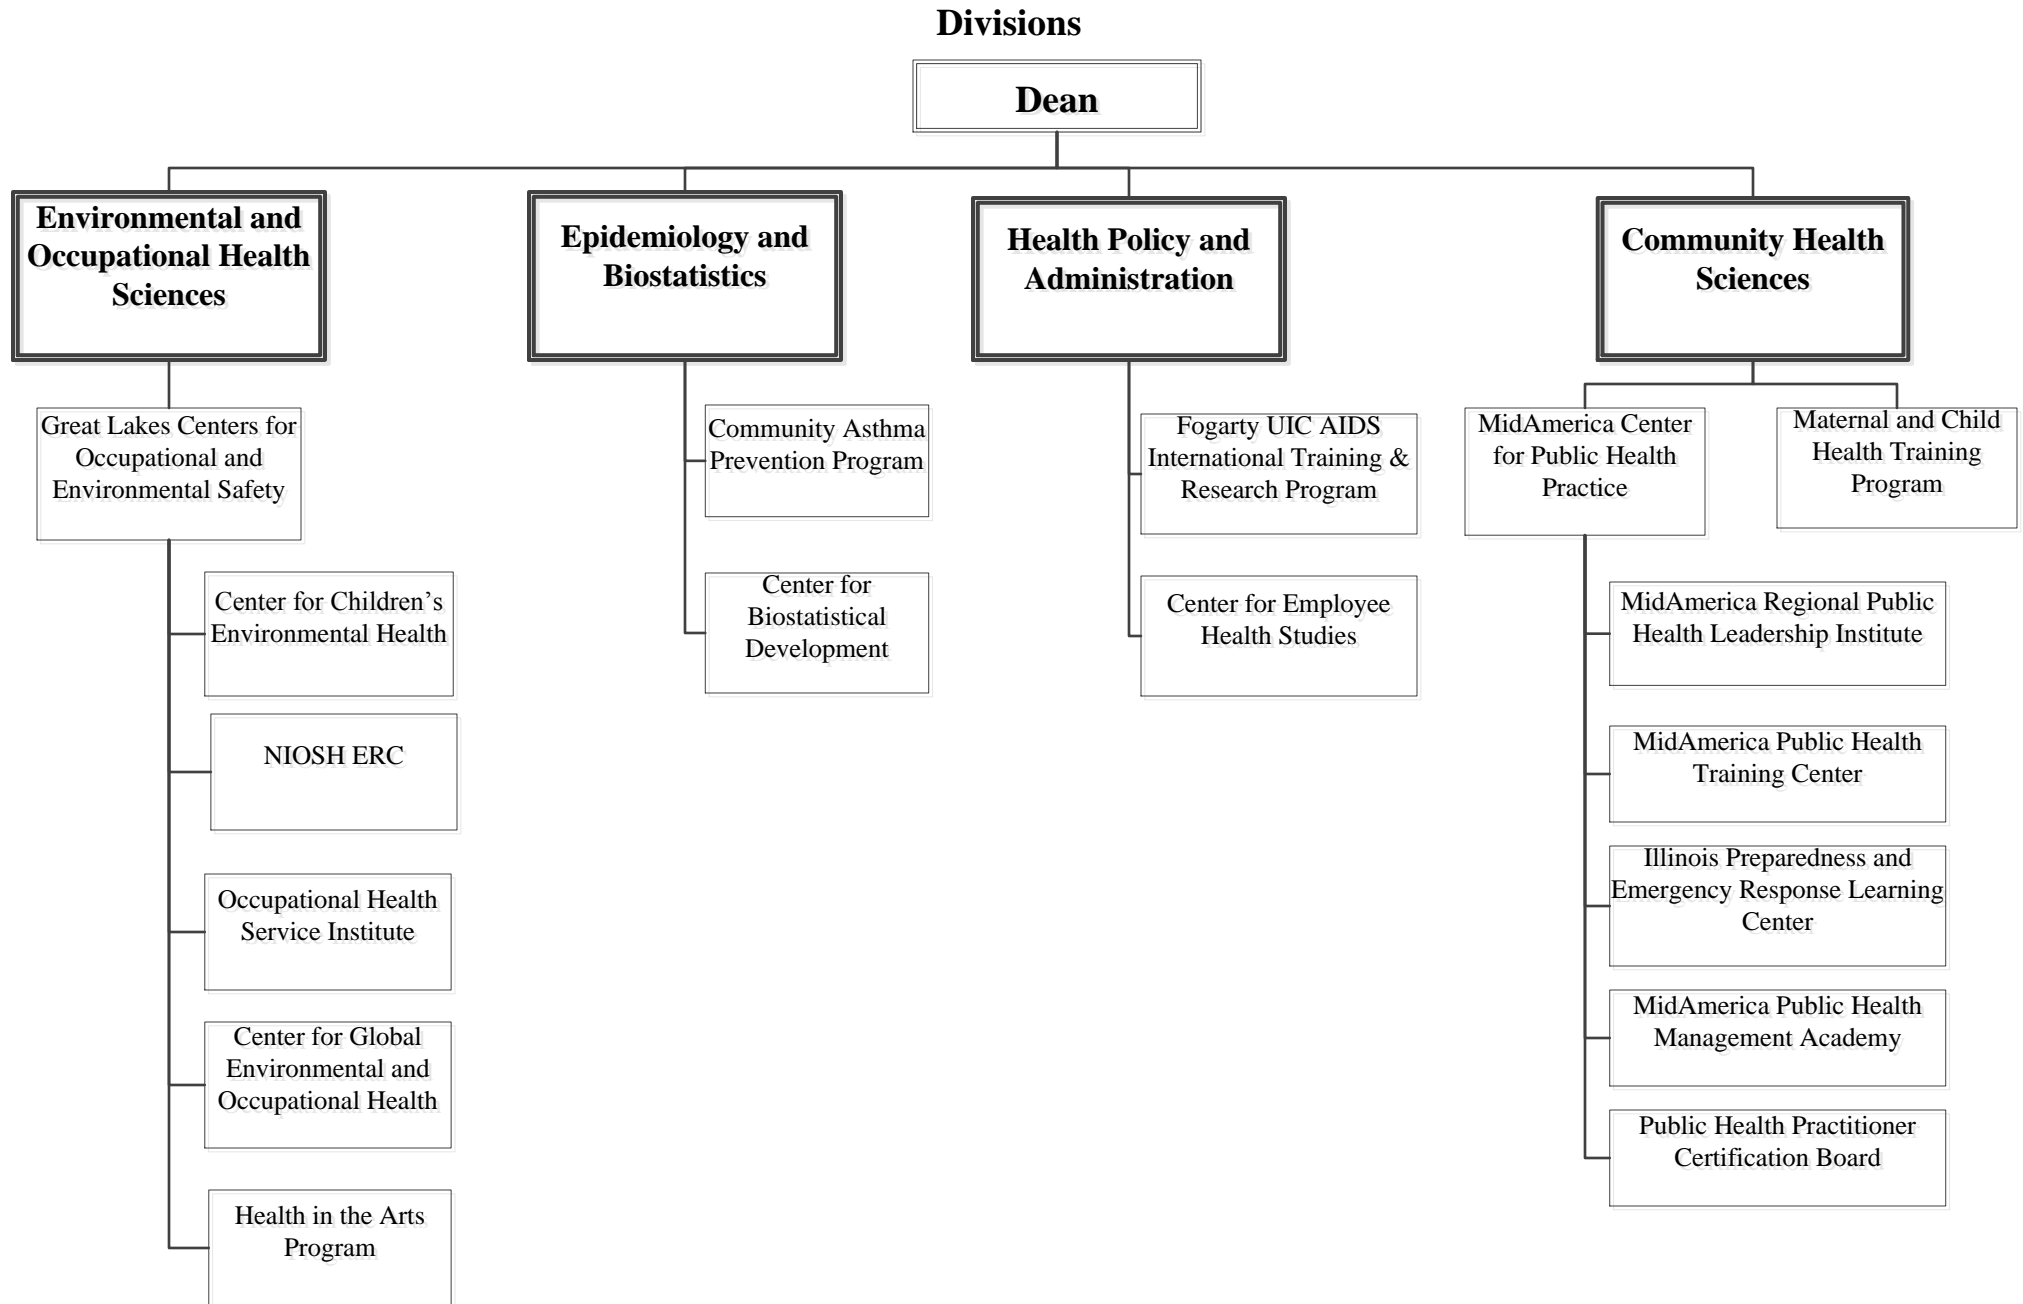 Divisions
Dean
Environmental and
Occupational Health
Sciences
Epidemiology and
Biostatistics
Health Policy and
Administration
Community Health
Sciences
Great Lakes Centers for
Occupational and
Environmental Safety
Center for Children’s
Environmental Health
NIOSH ERC
Occupational Health
Service Institute
Center for Global
Environmental and
Occupational Health
Health in the Arts
Program
Community Asthma
Prevention Program
Center for
Biostatistical
Development
Fogarty UIC AIDS
International Training &
Research Program
Center for Employee
Health Studies
MidAmerica Center
for Public Health
Practice
Maternal and Child
Health Training
Program
MidAmerica Regional Public
Health Leadership Institute
MidAmerica Public Health
Training Center
Illinois Preparedness and
Emergency Response Learning
Center
MidAmerica Public Health
Management Academy
Public Health Practitioner
Certification Board